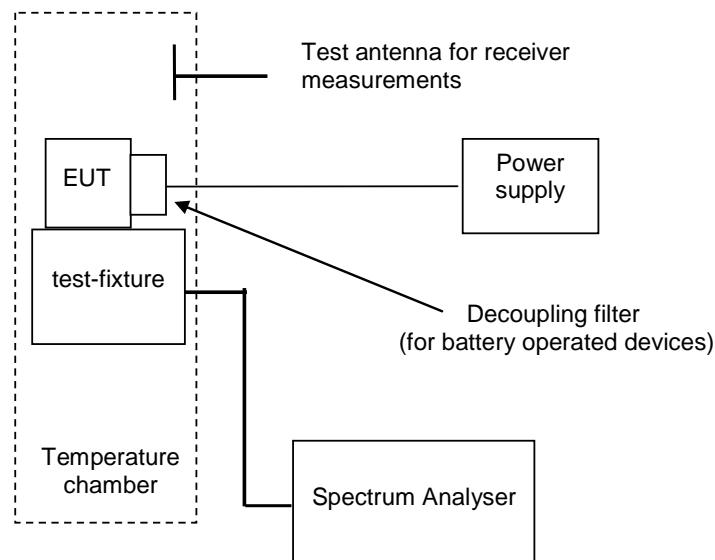 Test antenna for receiver
measurements
EUT
Power
supply
test-fixture
Decoupling filter
(for battery operated devices)
Temperature
chamber
Spectrum Analyser